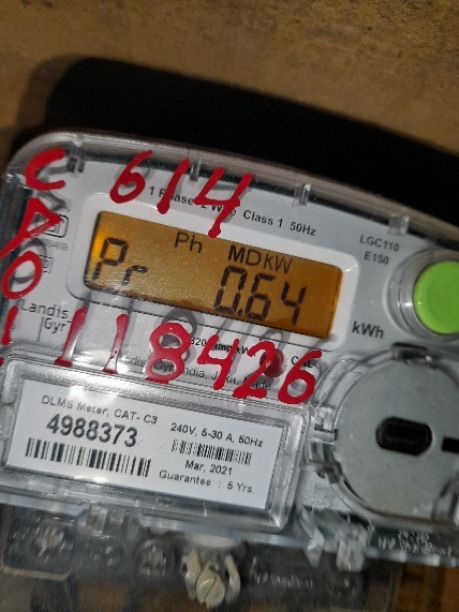 614
1 Phase 2 Wire Class 1 50Hz
LGC110
E150
Ph MDKW
Pr 0.64
kWh
Landis
Gyr
118426
DLMS Meter, CAT- C3
240V, 5-30 A, 50Hz
4988373
Mar, 2021
Guarantee : 5 Yrs.